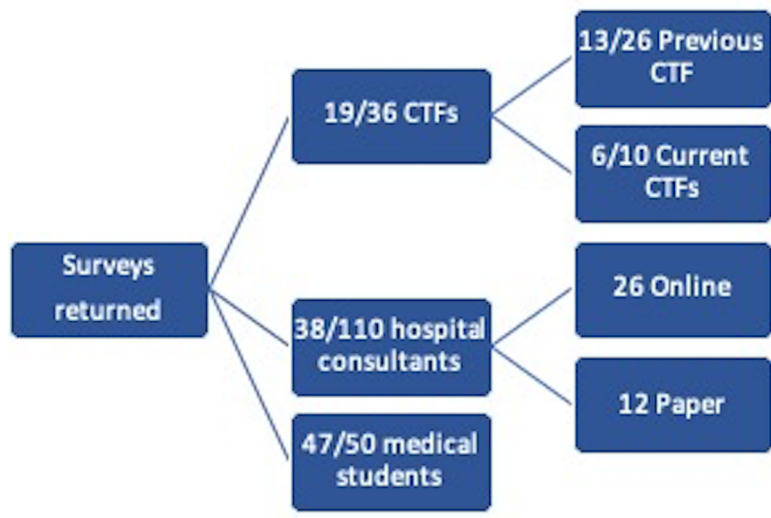 Surveys
returned
19/36 CTFs
13/26 Previous
CTF
6/10 Current
CTFs
38/110 hospital
consultants
26 Online
12 Paper
47/50 medical
students